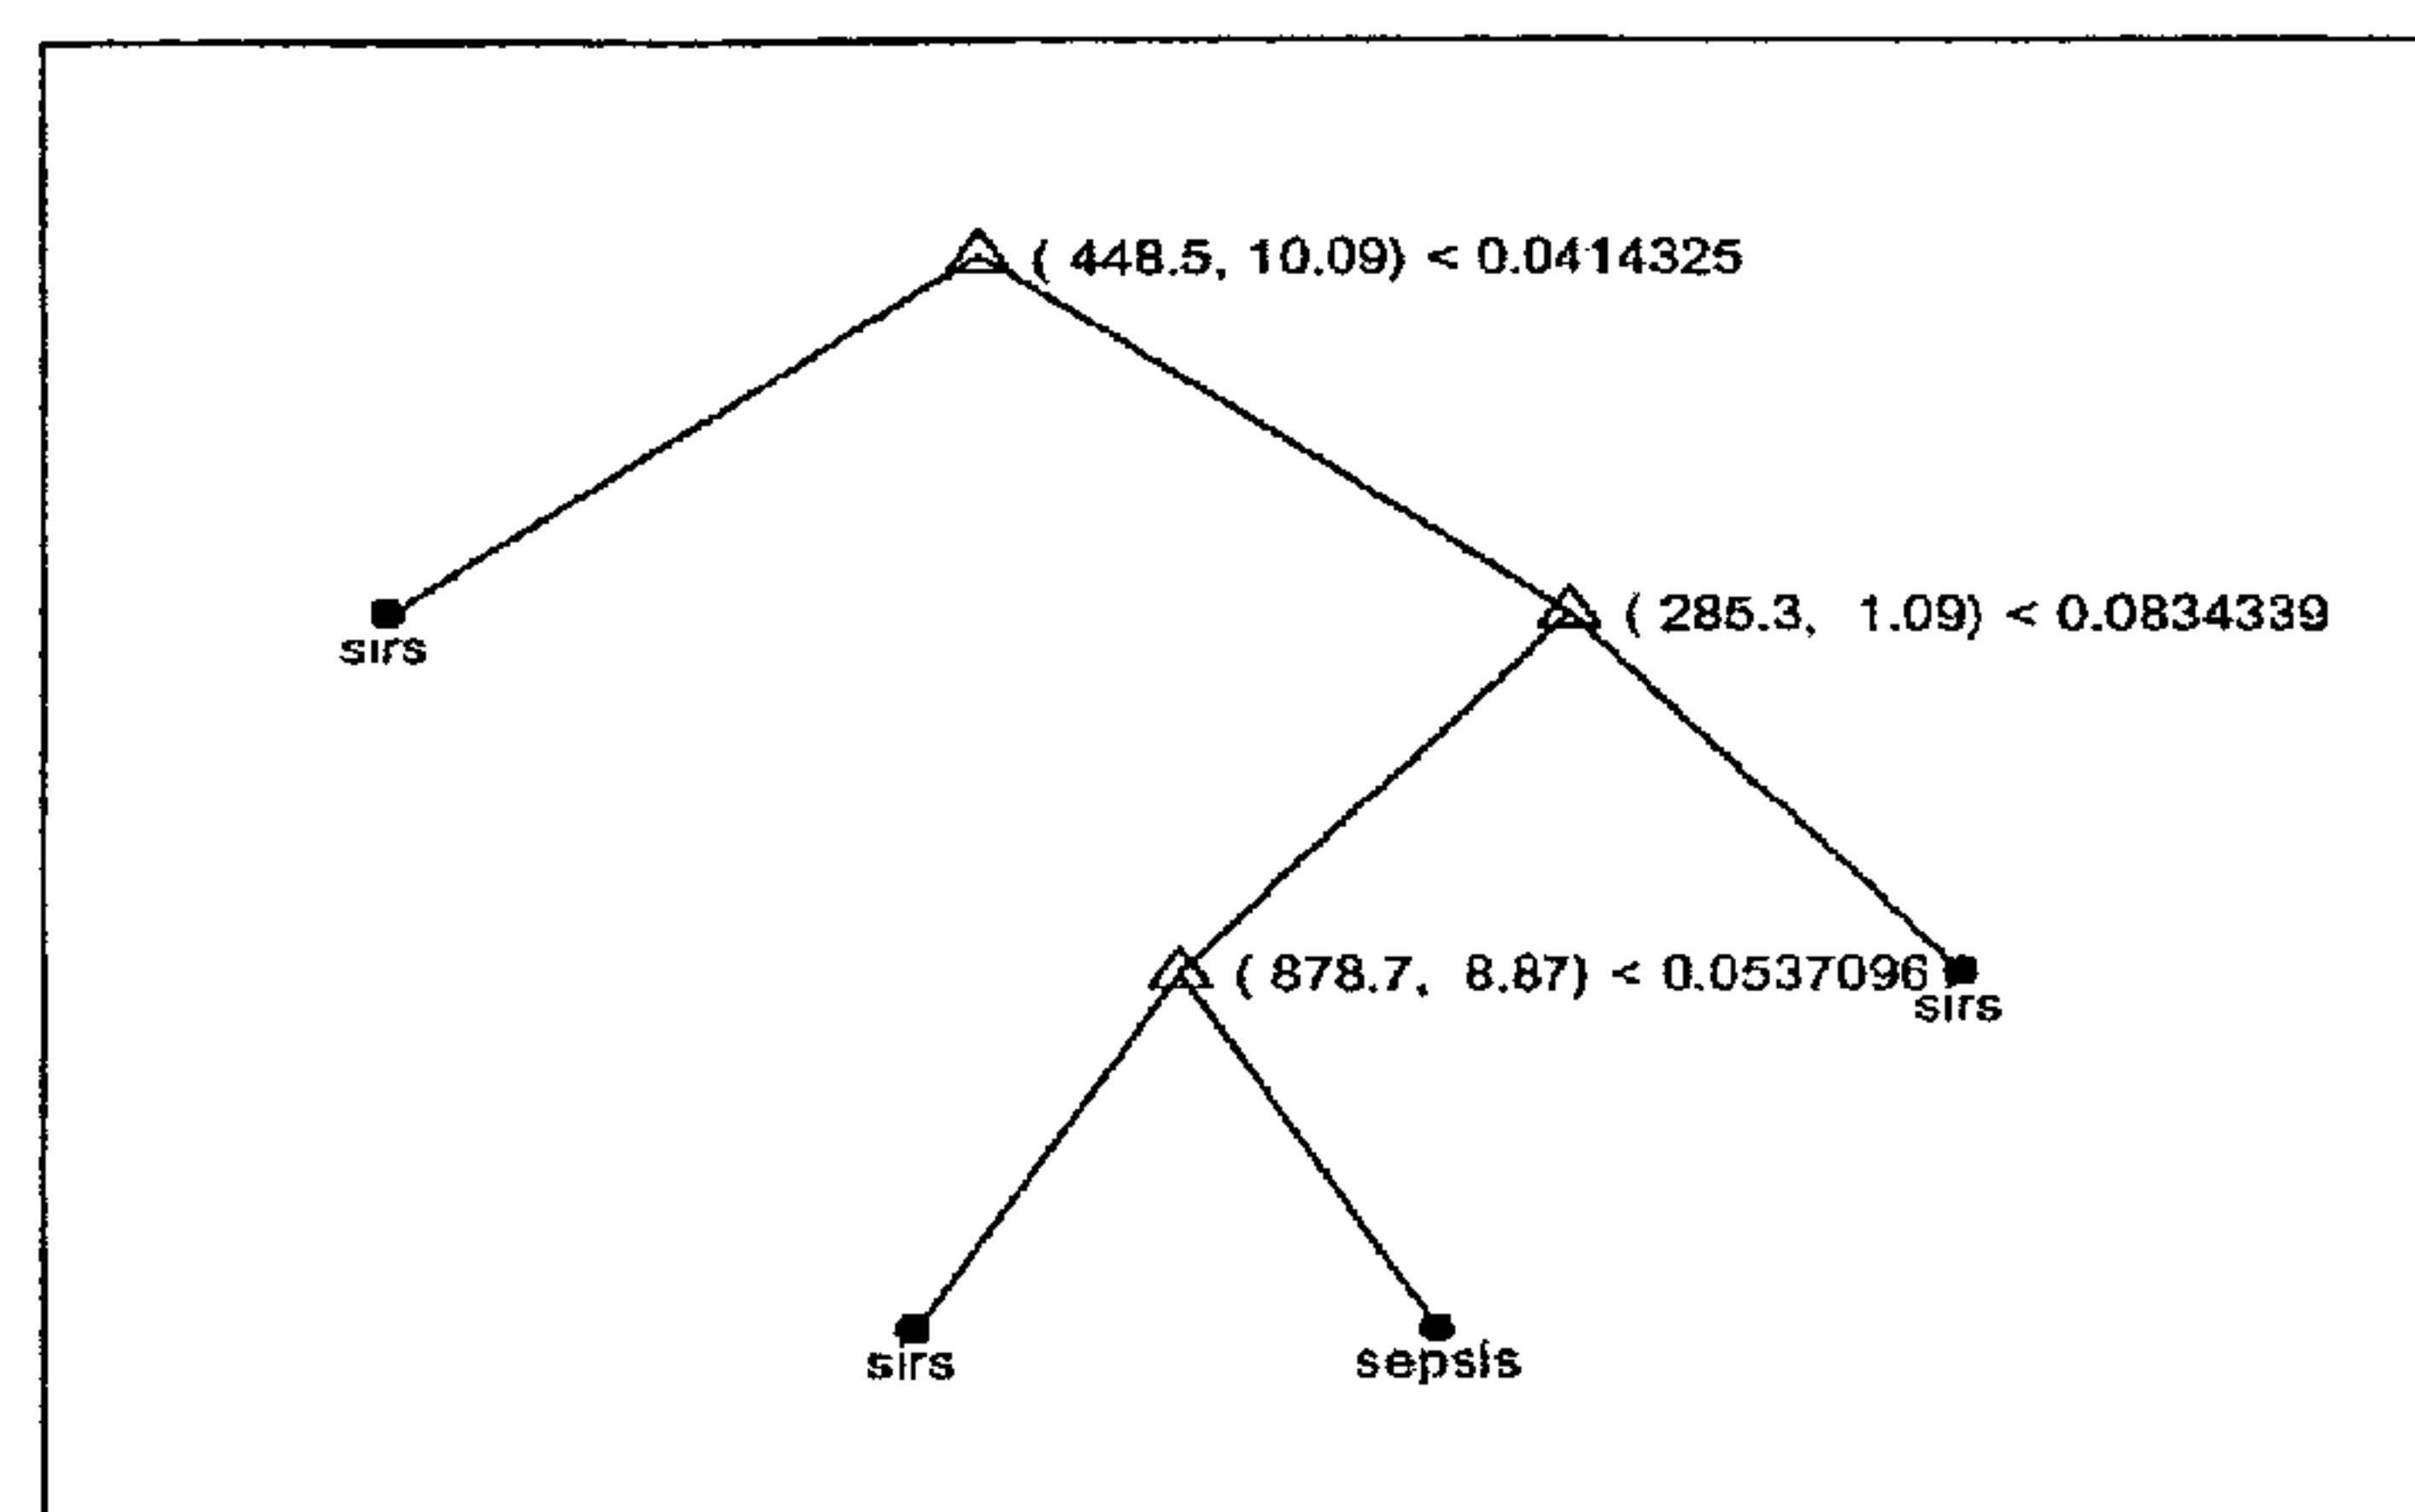 ( 448.5, 10.09) < 0.0414325
( 285.3, 1.09) < 0.0834339
sirs
( 878.7, 8.87) < 0.0537096
sirs
sirs
sepsis